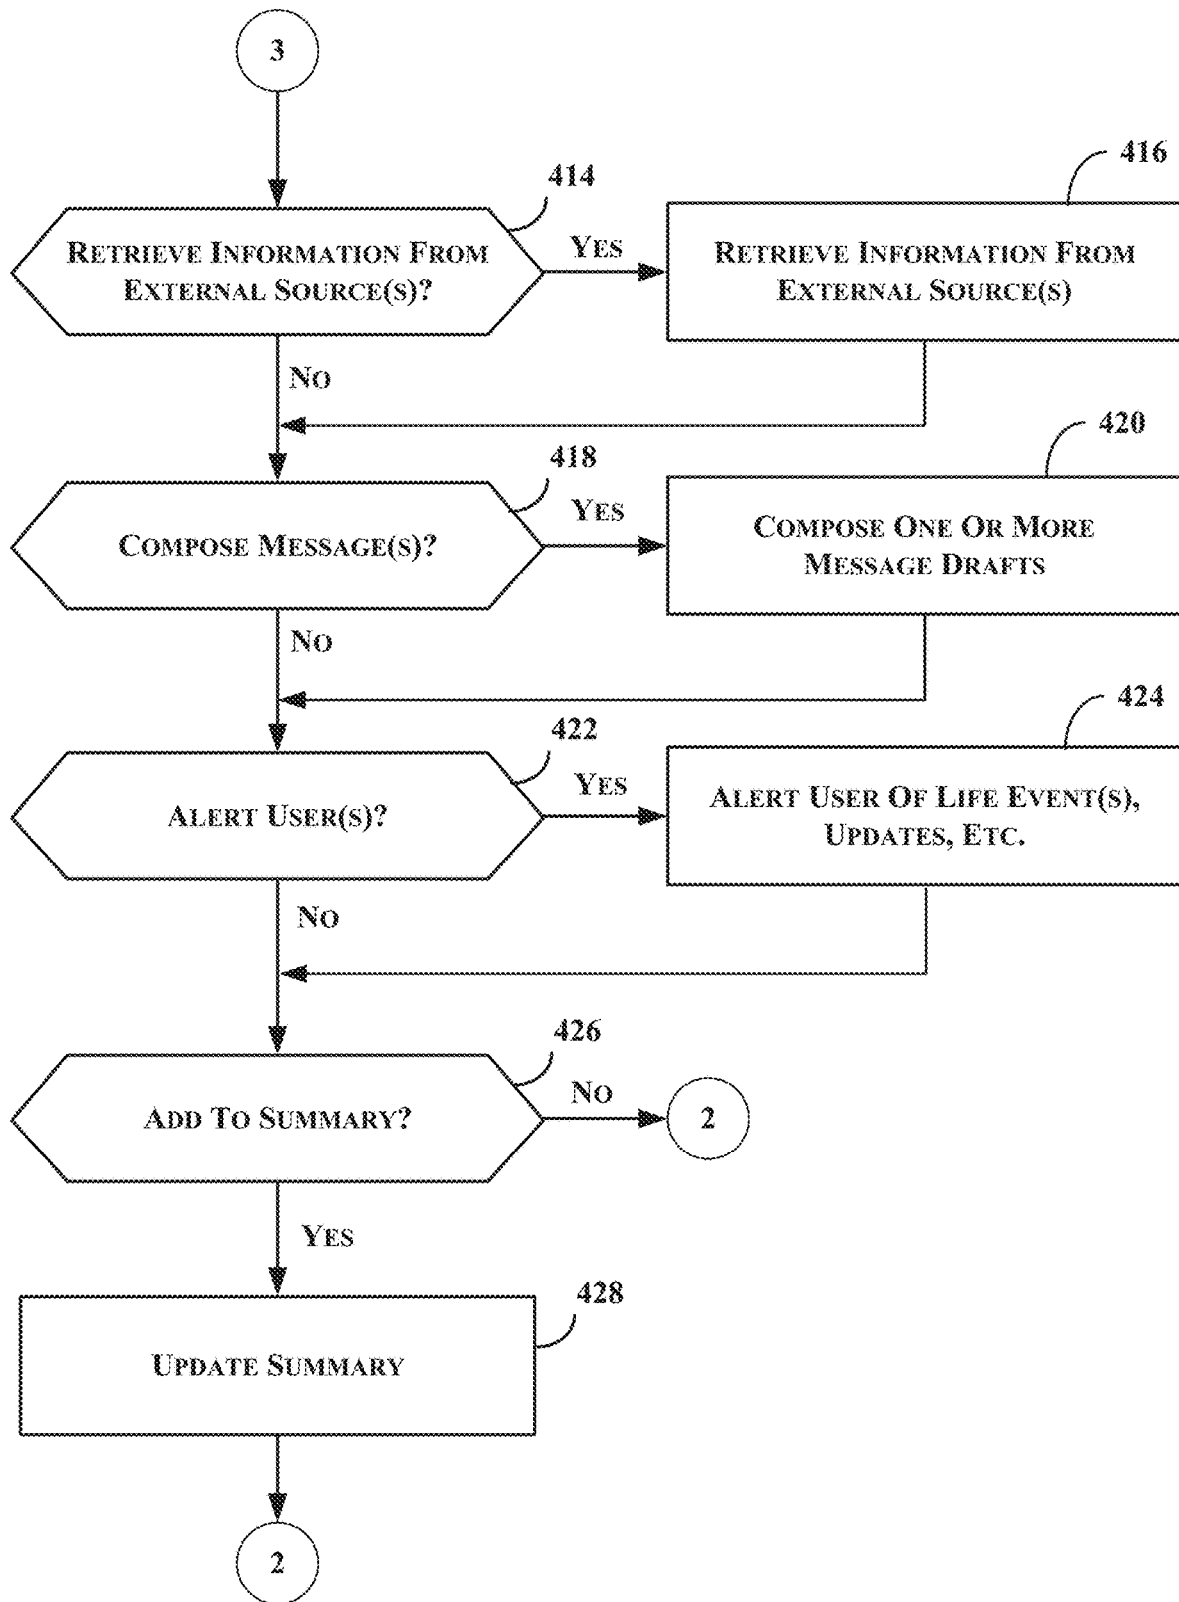 3
414
416
RETRIEVE INFORMATION FROM
EXTERNAL SOURCE(S)?
YES
RETRIEVE INFORMATION FROM
EXTERNAL SOURCE(S)
NO
418
420
COMPOSE MESSAGE(S)?
YES
COMPOSE ONE OR MORE
MESSAGE DRAFTS
NO
422
424
ALERT USER(S)?
YES
ALERT USER OF LIFE EVENT(S),
UPDATES, ETC.
NO
426
ADD TO SUMMARY?
NO
2
YES
428
UPDATE SUMMARY
2